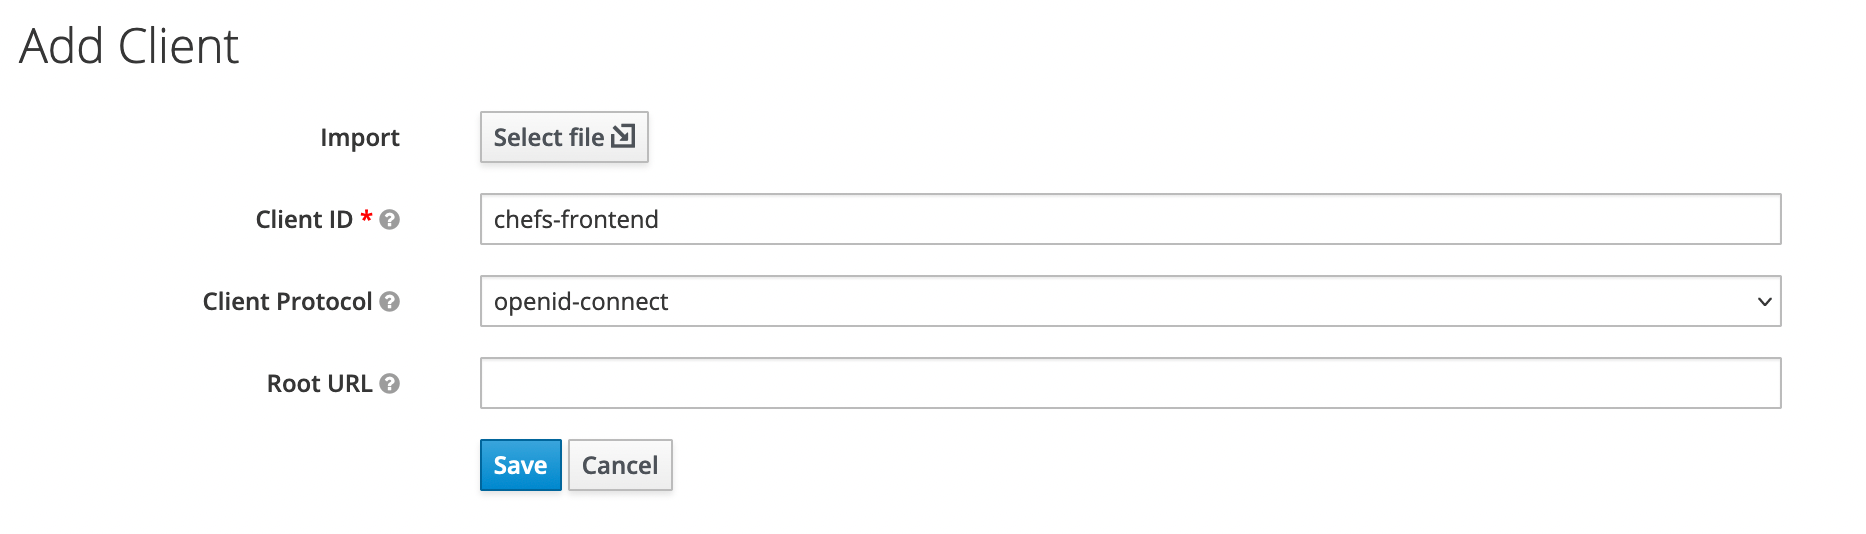 Add Client
Import Select file
Client ID * chefs-frontend
Client Protocol openid-connect
Root URL
Save Cancel